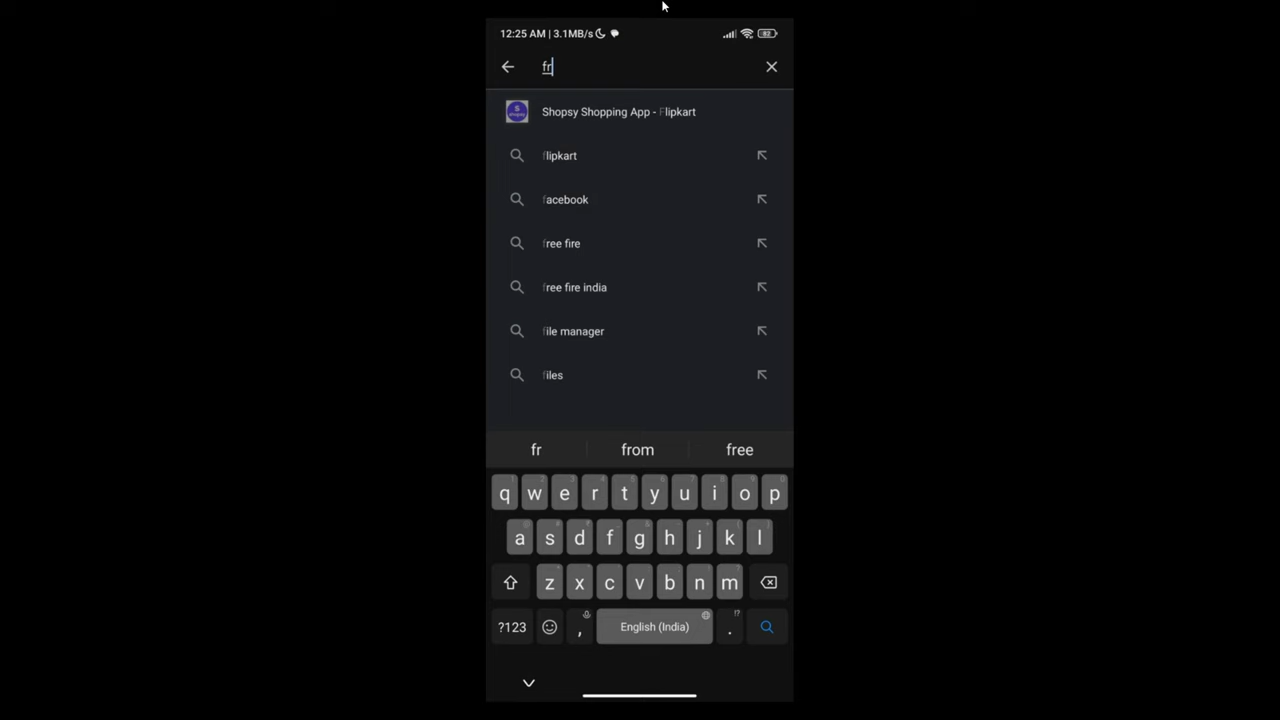 12:25 AM | 3.1MB/s 82
fr
Shopsy Shopping App - Flipkart
flipkart
facebook
free fire
free fire india
file manager
files
fr from free
q w e r t y u i o p
a s d f g h j k l
z x c v b n m
?123 , English (India) .